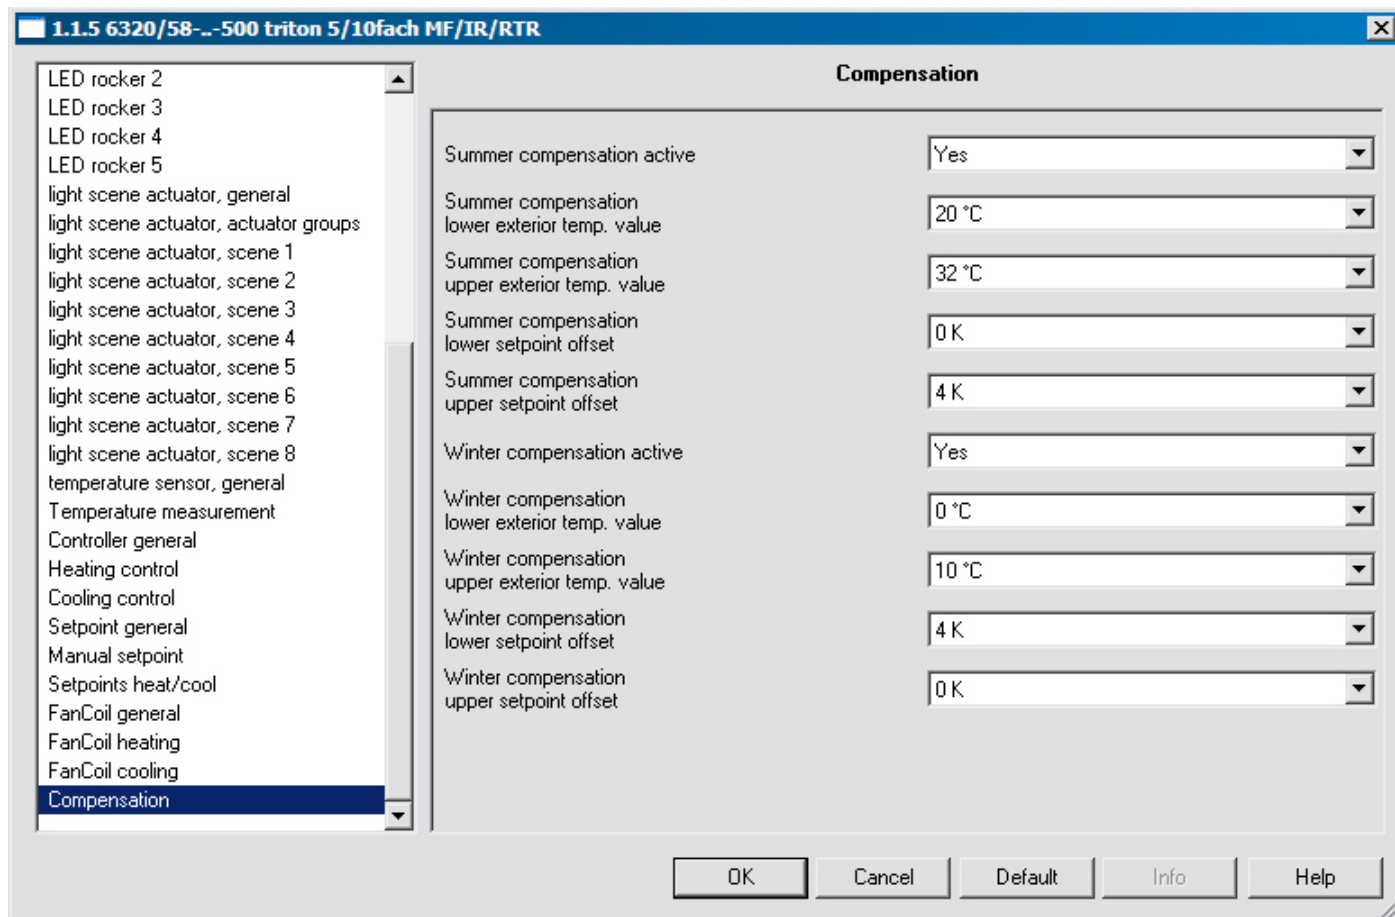 1.1.5 6320/58-..-500 triton 5/10fach MF/IR/RTR
LED rocker 2
LED rocker 3
LED rocker 4
LED rocker 5
light scene actuator, general
light scene actuator, actuator groups
light scene actuator, scene 1
light scene actuator, scene 2
light scene actuator, scene 3
light scene actuator, scene 4
light scene actuator, scene 5
light scene actuator, scene 6
light scene actuator, scene 7
light scene actuator, scene 8
temperature sensor, general
Temperature measurement
Controller general
Heating control
Cooling control
Setpoint general
Manual setpoint
Setpoints heat/cool
FanCoil general
FanCoil heating
FanCoil cooling
Compensation
Compensation
Summer compensation active
Yes
Summer compensation
lower exterior temp. value
20 °C
Summer compensation
upper exterior temp. value
32 °C
Summer compensation
lower setpoint offset
0 K
Summer compensation
upper setpoint offset
4 K
Winter compensation active
Yes
Winter compensation
lower exterior temp. value
0 °C
Winter compensation
upper exterior temp. value
10 °C
Winter compensation
lower setpoint offset
4 K
Winter compensation
upper setpoint offset
0 K
OK
Cancel
Default
Info
Help